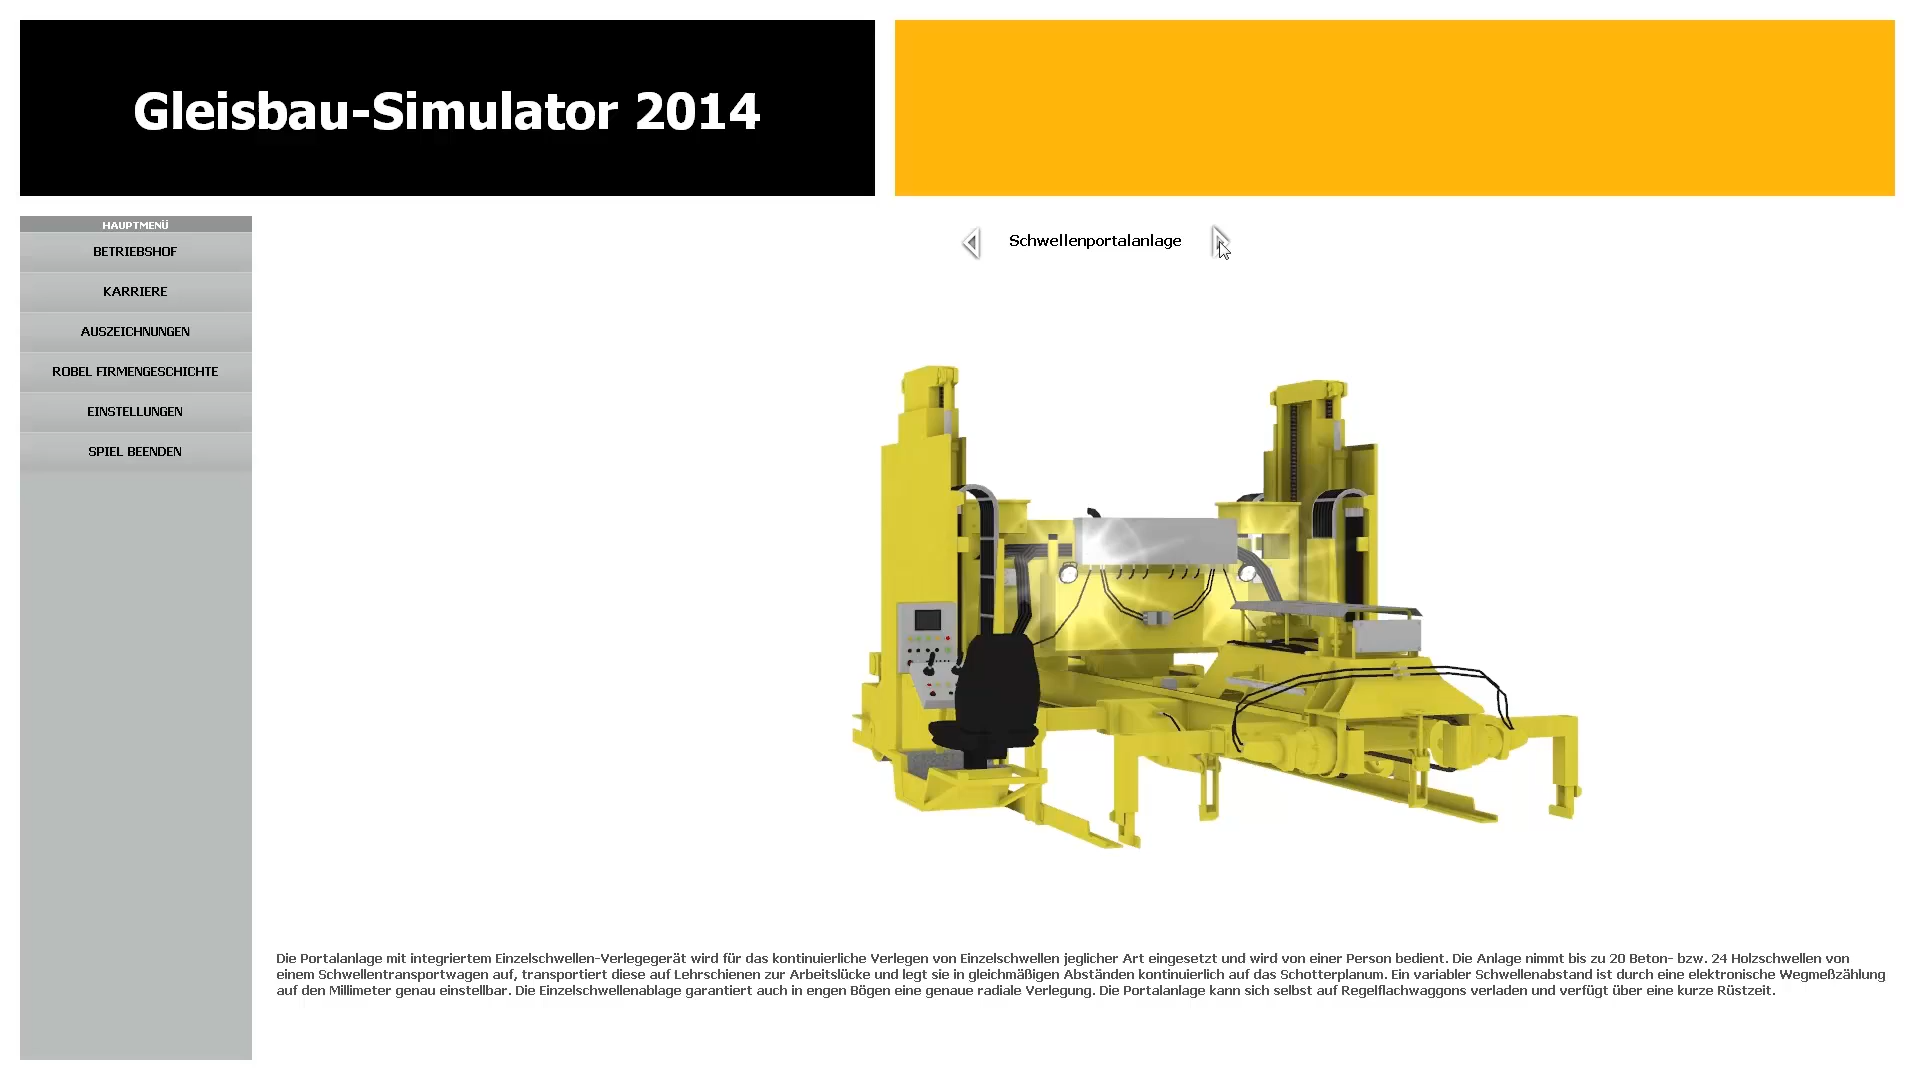 Gleisbau-Simulator 2014
HAUPTMENÜ
BETRIEBSHOF
KARRIERE
AUSZEICHNUNGEN
ROBEL FIRMENGESCHICHTE
EINSTELLUNGEN
SPIEL BEENDEN
Schwellenportalanlage
Die Portalanlage mit integriertem Einzelschwellen-Verlegegerät wird für das kontinuierliche Verlegen von Einzelschwellen jeglicher Art eingesetzt und wird von einer Person bedient. Die Anlage nimmt bis zu 20 Beton- bzw. 24 Holzschwellen von
einem Schwellentransportwagen auf, transportiert diese auf Lehrschienen zur Arbeitslücke und legt sie in gleichmäßigen Abständen kontinuierlich auf das Schotterplanum. Ein variabler Schwellenabstand ist durch eine elektronische Wegmeßzählung
auf den Millimeter genau einstellbar. Die Einzelschwellenablage garantiert auch in engen Bögen eine genaue radiale Verlegung. Die Portalanlage kann sich selbst auf Regelflachwaggons verladen und verfügt über eine kurze Rüstzeit.